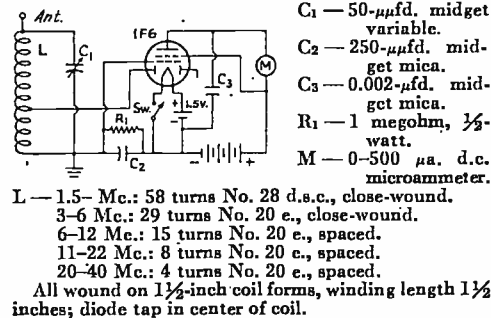 Ant.
L
C1
1F6
M
C3
Sw.
+
1.5v.
-
R1
C2
- +
C1 — 50-μμfd. midget
variable.
C2 — 250-μμfd. mid-
get mica.
C3 — 0.002-μfd. mid-
get mica.
R1 — 1 megohm, ½-
watt.
M — 0–500 μa. d.c.
microammeter.
L — 1.5– Mc.: 58 turns No. 28 d.s.c., close-wound.
3–6 Mc.: 29 turns No. 20 e., close-wound.
6–12 Mc.: 15 turns No. 20 e., spaced.
11–22 Mc.: 8 turns No. 20 e., spaced.
20–40 Mc.: 4 turns No. 20 e., spaced.
All wound on 1½-inch coil forms, winding length 1½
inches; diode tap in center of coil.